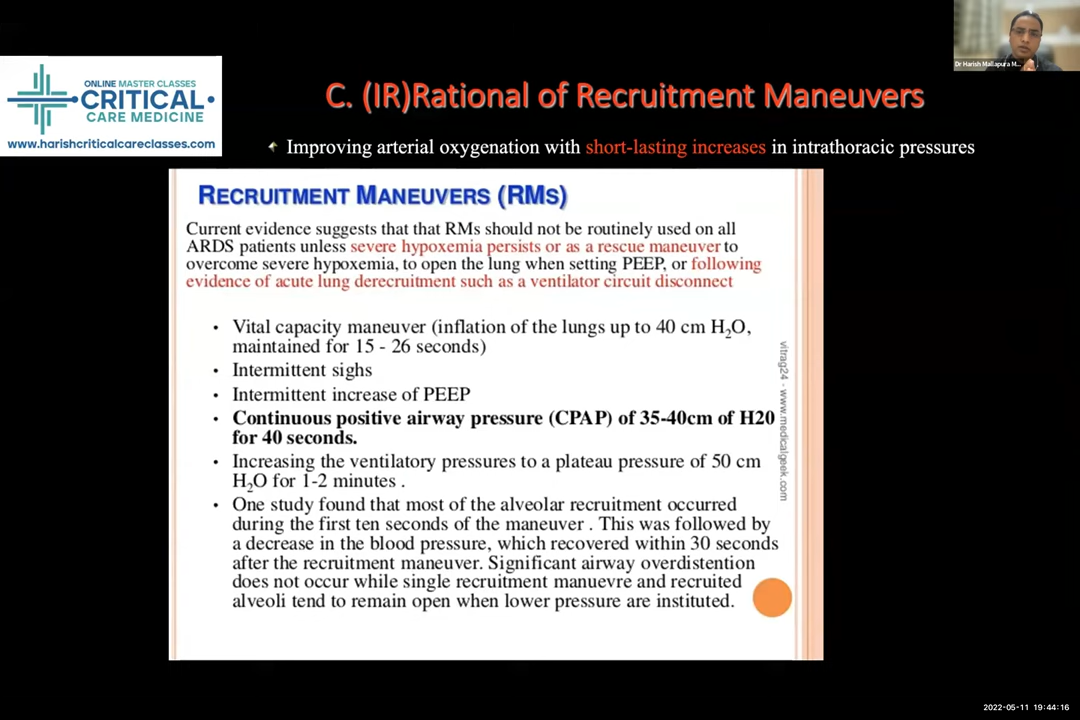 Dr Harish Mallapura M...
ONLINE MASTER CLASSES
CRITICAL
CARE MEDICINE
www.harishcriticalcareclasses.com
C. (IR)Rational of Recruitment Maneuvers
Improving arterial oxygenation with short-lasting increases in intrathoracic pressures
RECRUITMENT MANEUVERS (RMS)
Current evidence suggests that that RMs should not be routinely used on all
ARDS patients unless severe hypoxemia persists or as a rescue maneuver to
overcome severe hypoxemia, to open the lung when setting PEEP, or following
evidence of acute lung derecruitment such as a ventilator circuit disconnect
• Vital capacity maneuver (inflation of the lungs up to 40 cm H₂O,
maintained for 15 - 26 seconds)
• Intermittent sighs
• Intermittent increase of PEEP
• Continuous positive airway pressure (CPAP) of 35-40cm of H20
for 40 seconds.
• Increasing the ventilatory pressures to a plateau pressure of 50 cm
H₂O for 1-2 minutes .
• One study found that most of the alveolar recruitment occurred
during the first ten seconds of the maneuver . This was followed by
a decrease in the blood pressure, which recovered within 30 seconds
after the recruitment maneuver. Significant airway overdistention
does not occur while single recruitment manuevre and recruited
alveoli tend to remain open when lower pressure are instituted.
vitrag24 - www.medicalgeek.com
2022-05-11 19:44:16